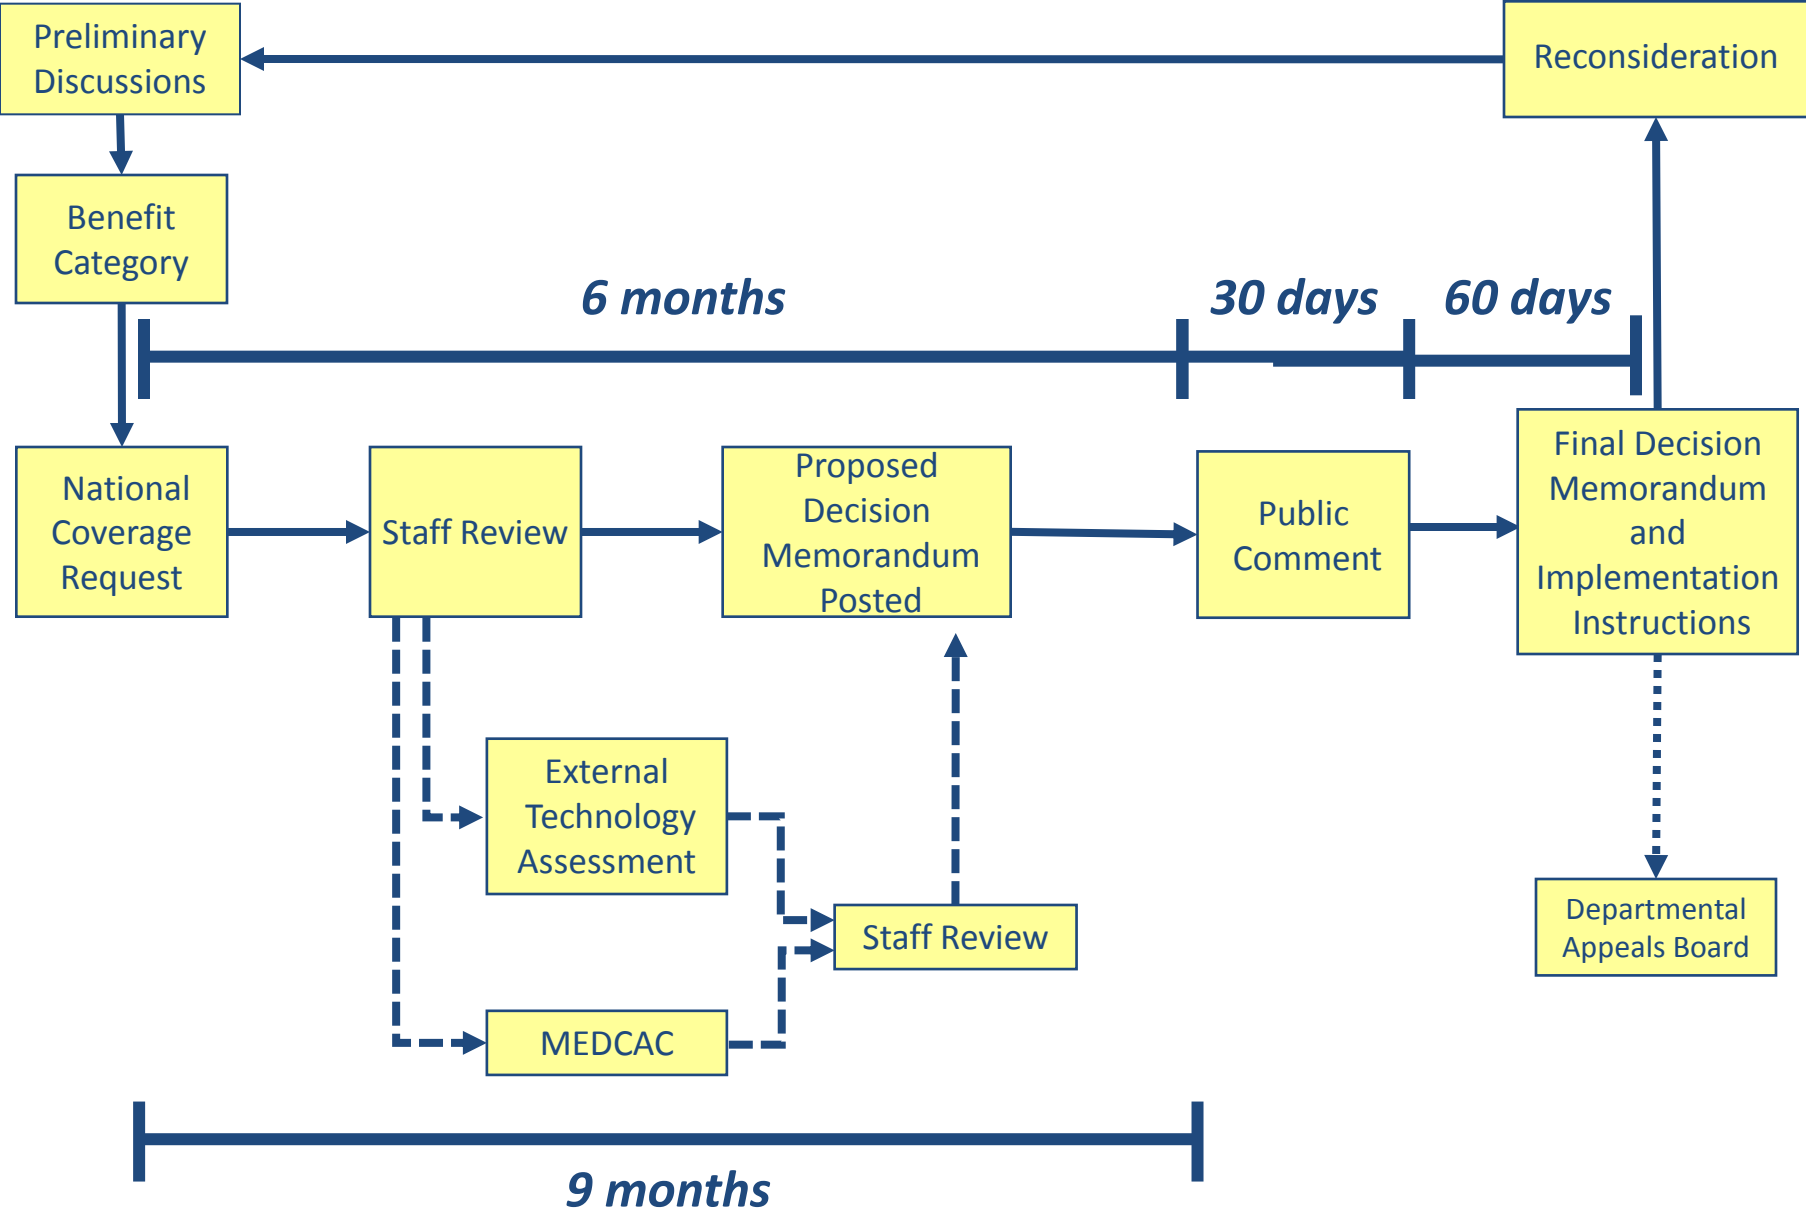 Preliminary
Discussions
Reconsideration
Benefit
Category
6 months
30 days
60 days
National
Coverage
Request
Staff Review
Proposed
Decision
Memorandum
Posted
Public
Comment
Final Decision
Memorandum
and
Implementation
Instructions
External
Technology
Assessment
Staff Review
MEDCAC
Departmental
Appeals Board
9 months